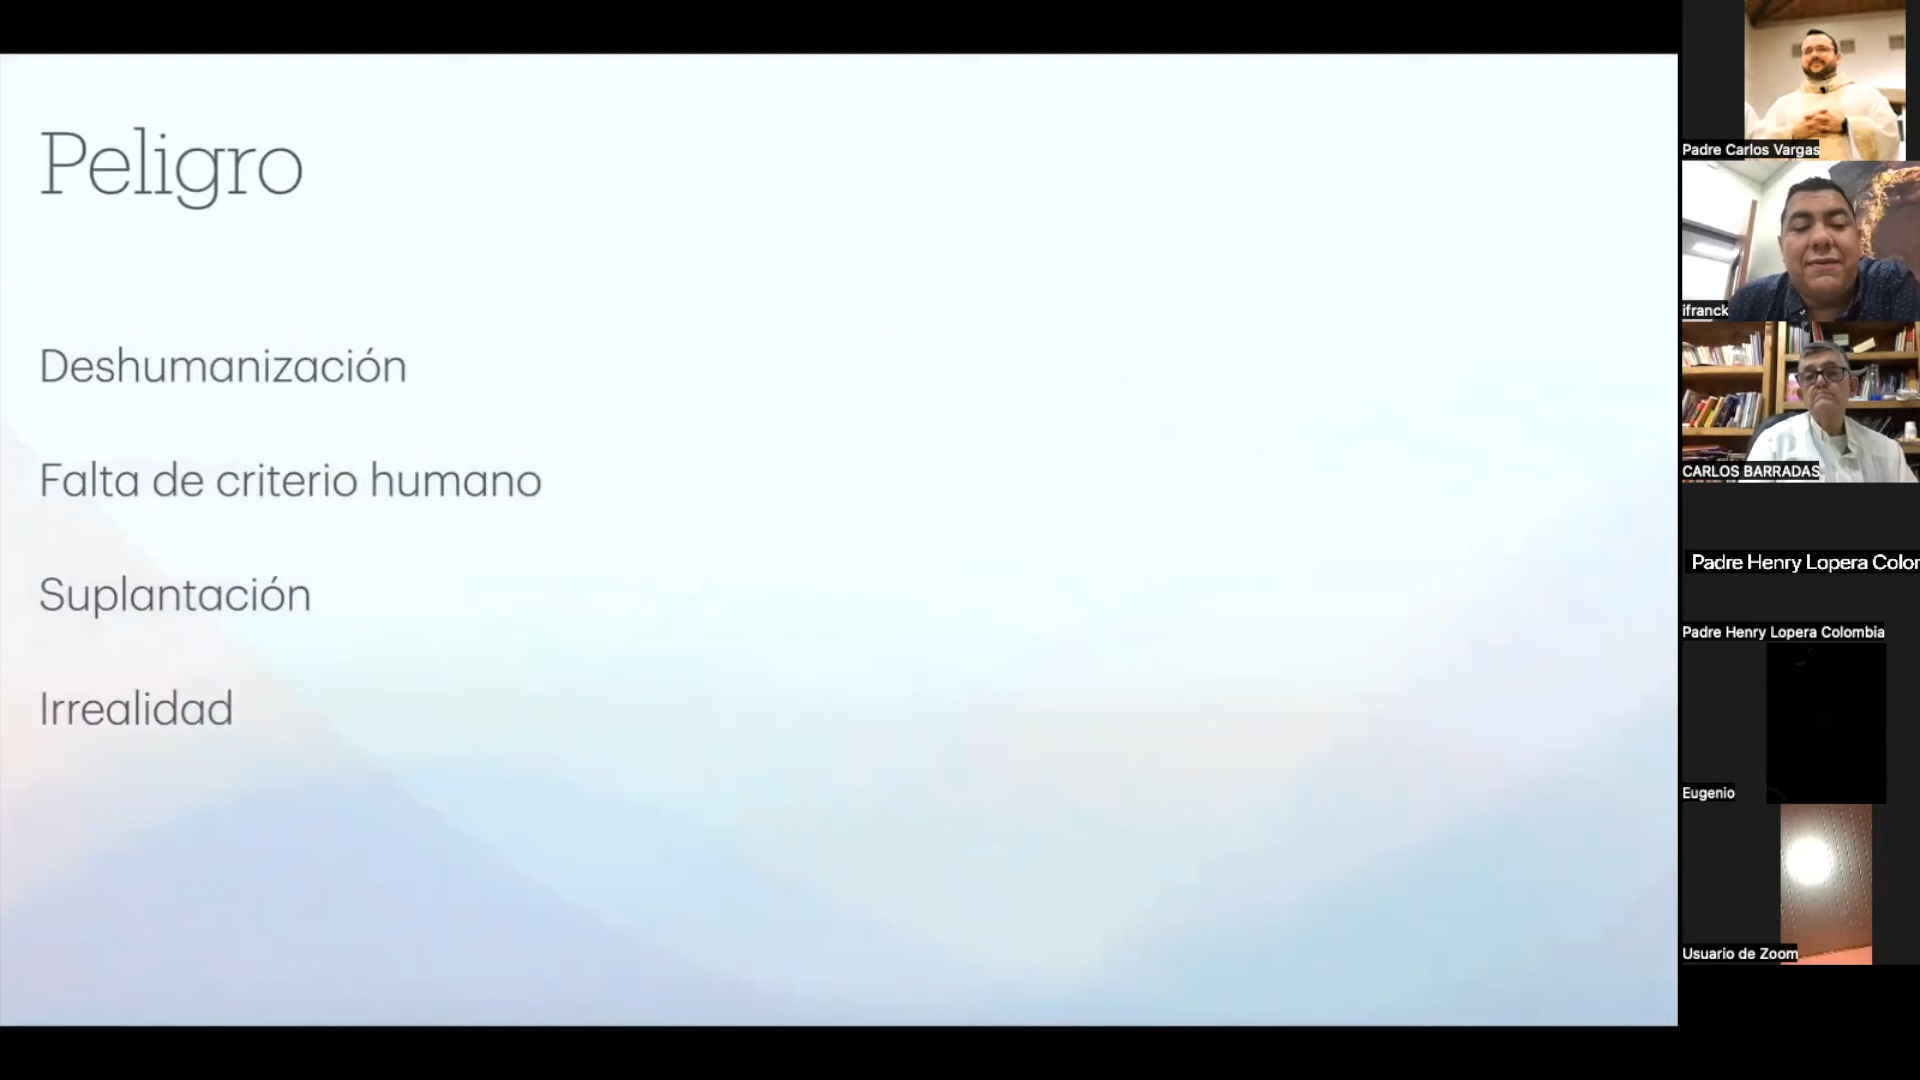 Peligro
Deshumanización
Falta de criterio humano
Suplantación
Irrealidad
Padre Carlos Vargas
ifranck
CARLOS BARRADAS
Padre Henry Lopera Color
Padre Henry Lopera Colombia
Eugenio
Usuario de Zoom